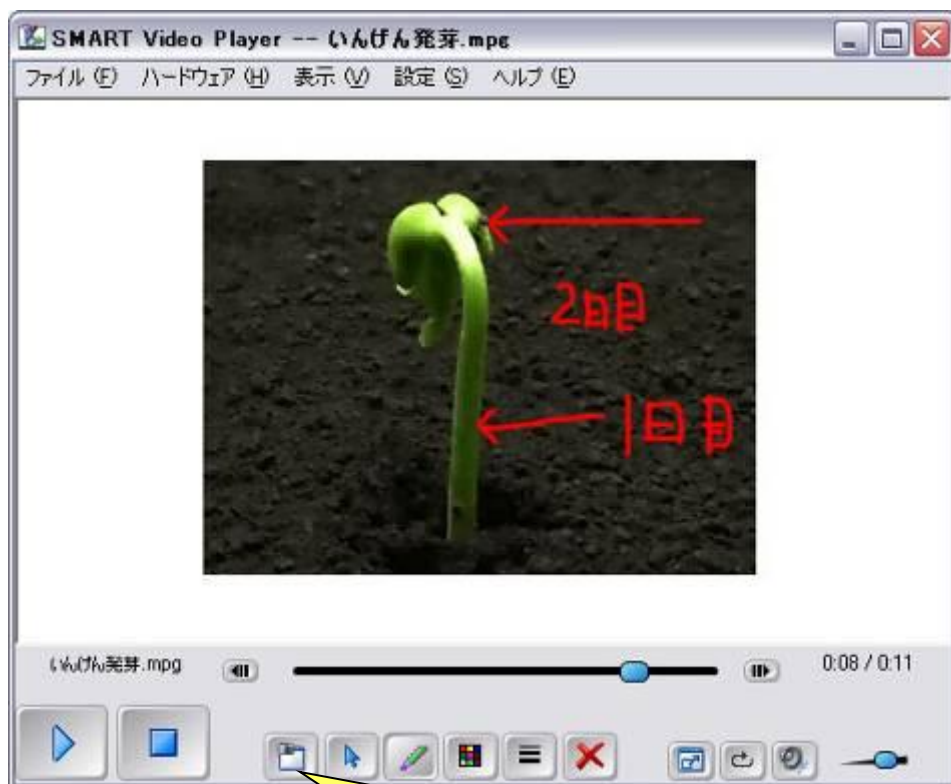 SMART Video Player -- いんげん発芽.mpg
ファイル (F) ハードウェア (H) 表示 (V) 設定 (S) ヘルプ (E)
2日目
1日目
いんげん発芽.mpg
0:08 / 0:11